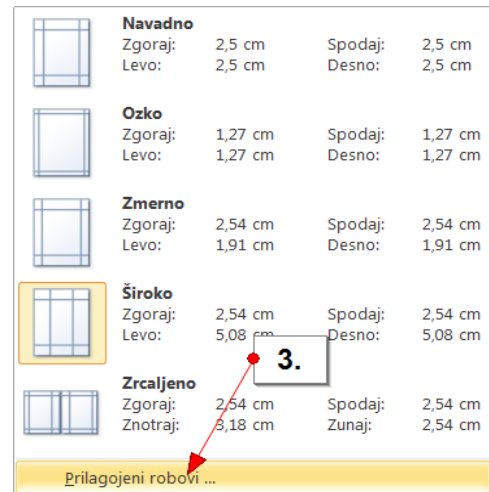 Navadno
Zgoraj: 2,5 cm Spodaj: 2,5 cm
Levo: 2,5 cm Desno: 2,5 cm
Ozko
Zgoraj: 1,27 cm Spodaj: 1,27 cm
Levo: 1,27 cm Desno: 1,27 cm
Zmerno
Zgoraj: 2,54 cm Spodaj: 2,54 cm
Levo: 1,91 cm Desno: 1,91 cm
Široko
Zgoraj: 2,54 cm Spodaj: 2,54 cm
Levo: 5,08 cm Desno: 5,08 cm
3.
Zrcaljeno
Zgoraj: 2,54 cm Spodaj: 2,54 cm
Znotraj: 3,18 cm Zunaj: 2,54 cm
Prilagojeni robovi ...